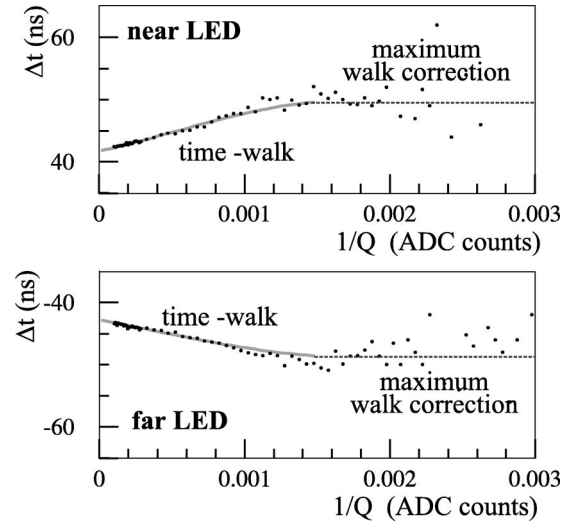 near LED
maximum
walk correction
time -walk
Δt (ns)
60
40
0
0.001
0.002
0.003
1/Q (ADC counts)
time -walk
maximum
walk correction
far LED
Δt (ns)
-40
-60
0
0.001
0.002
0.003
1/Q (ADC counts)